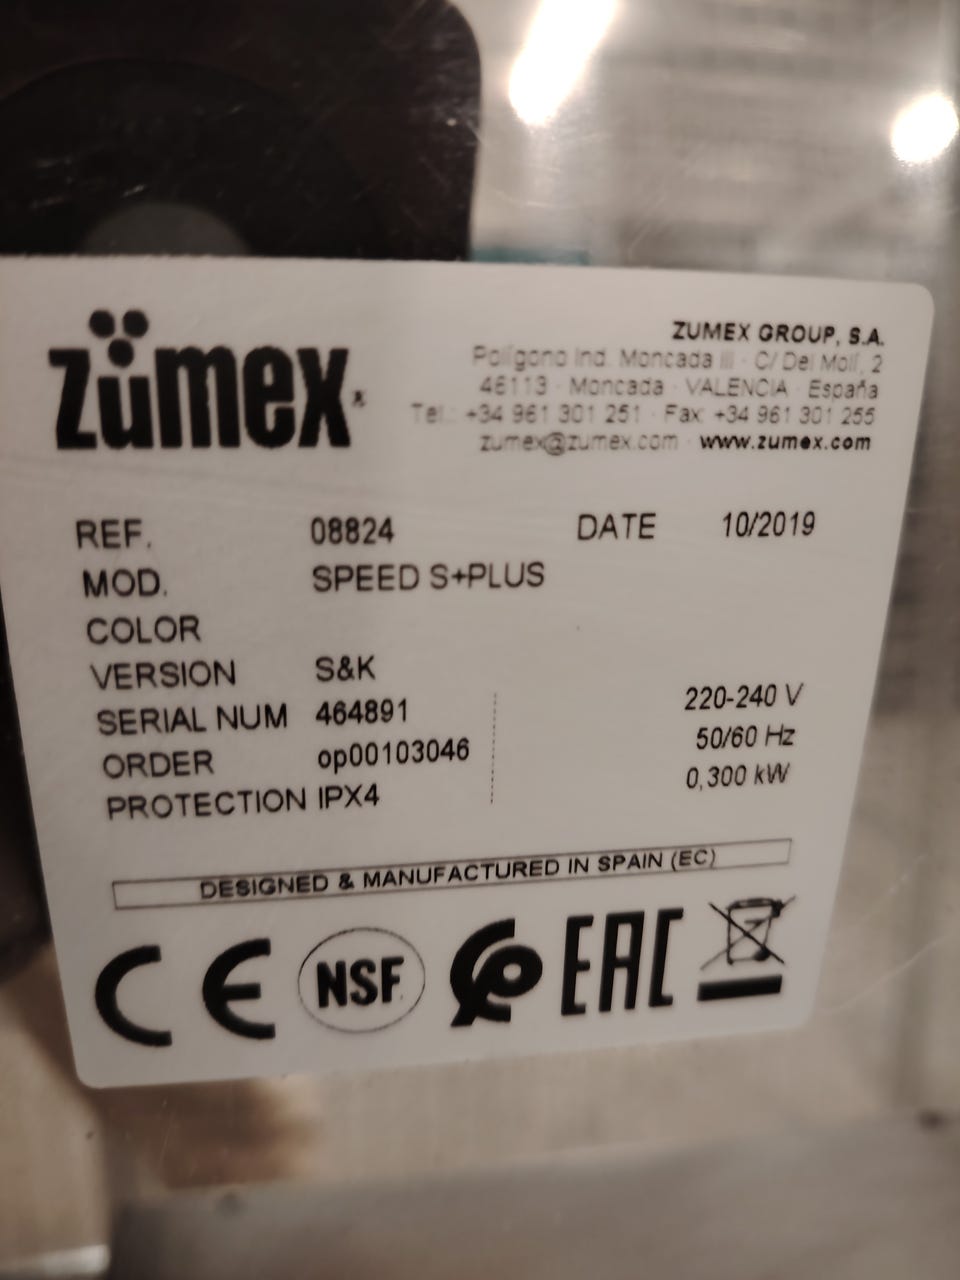 zümex®
ZUMEX GROUP, S.A.
Polígono Ind. Moncada III · C/ Del Molí, 2
46113 · Moncada · VALENCIA · España
Tel.: +34 961 301 251 · Fax: +34 961 301 255
zumex@zumex.com · www.zumex.com
REF. 08824 DATE 10/2019
MOD. SPEED S+PLUS
COLOR
VERSION S&K
SERIAL NUM 464891 220-240 V
ORDER op00103046 50/60 Hz
PROTECTION IPX4 0,300 kW
DESIGNED & MANUFACTURED IN SPAIN (EC)
CE NSF. EAC